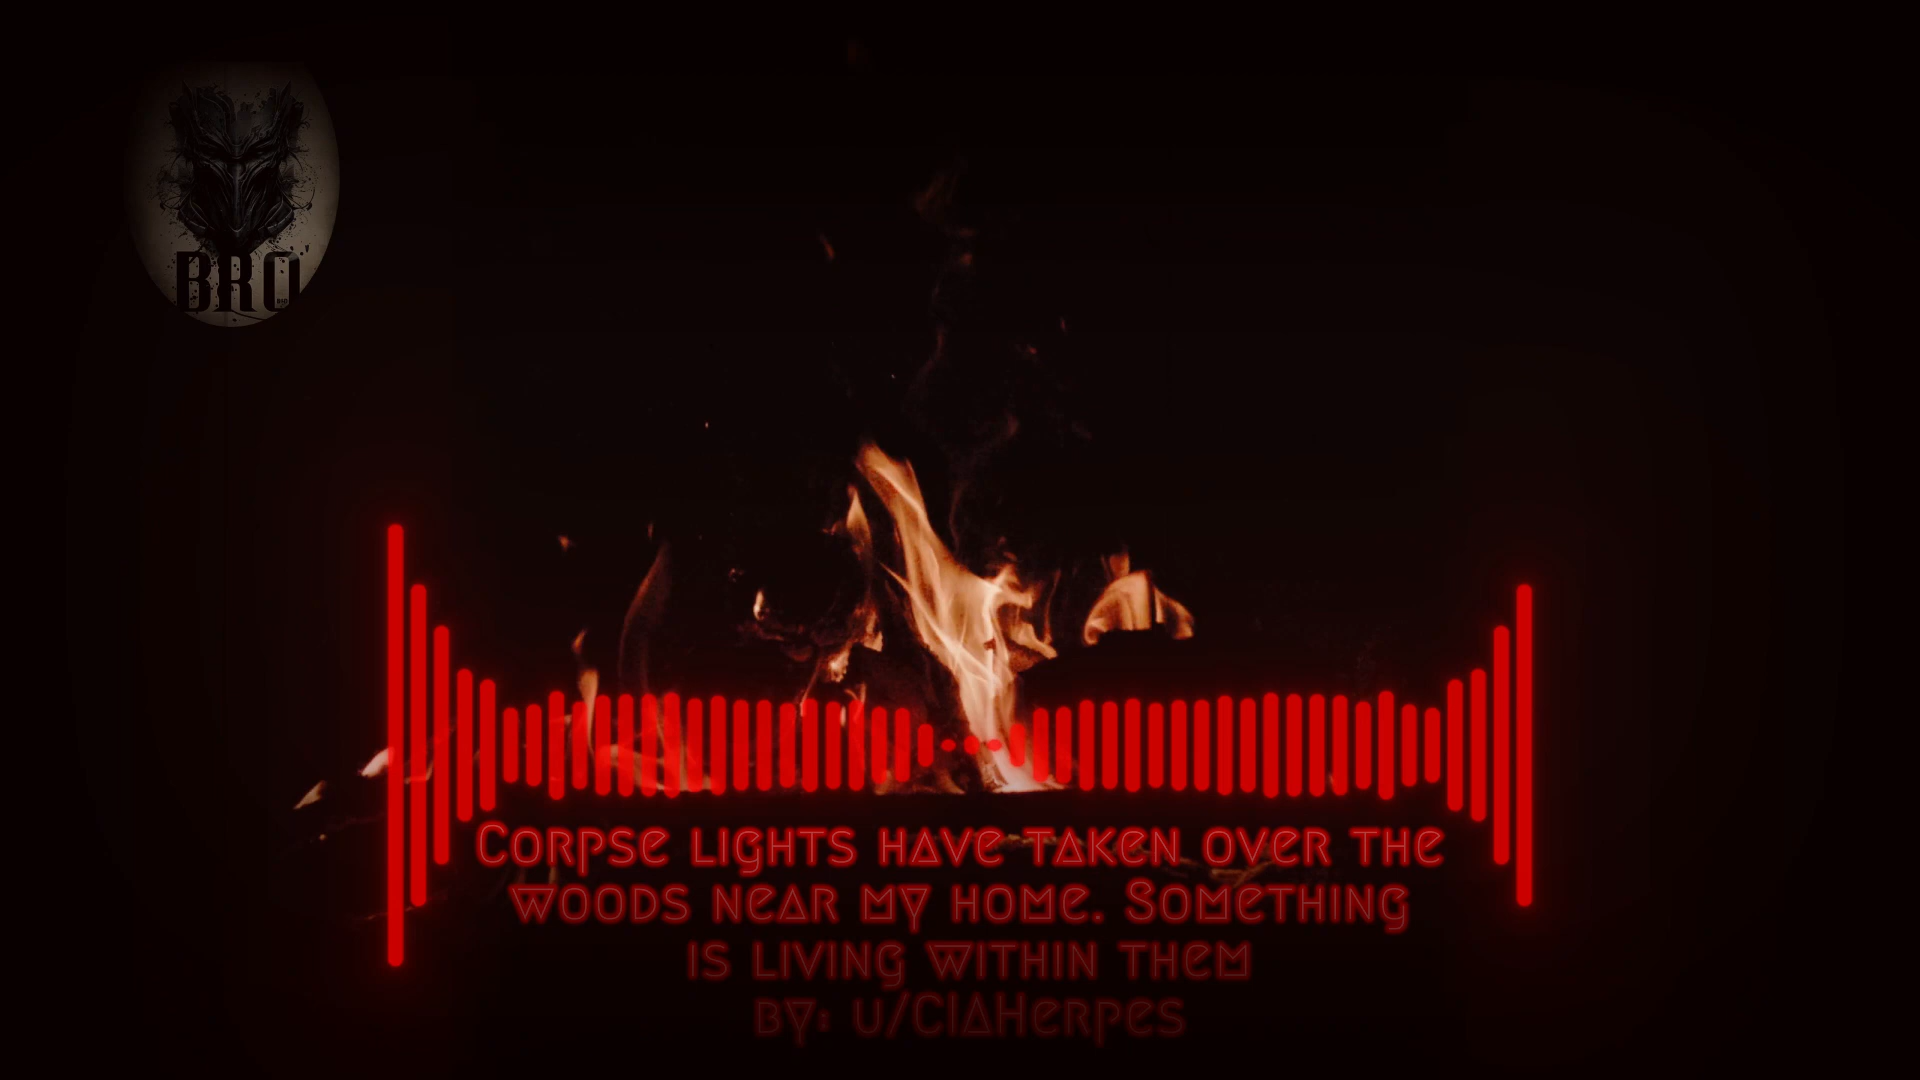 BRO
Corpse lights have taken over the
woods near my home. Something
is living within them
by: u/CIAHerpes